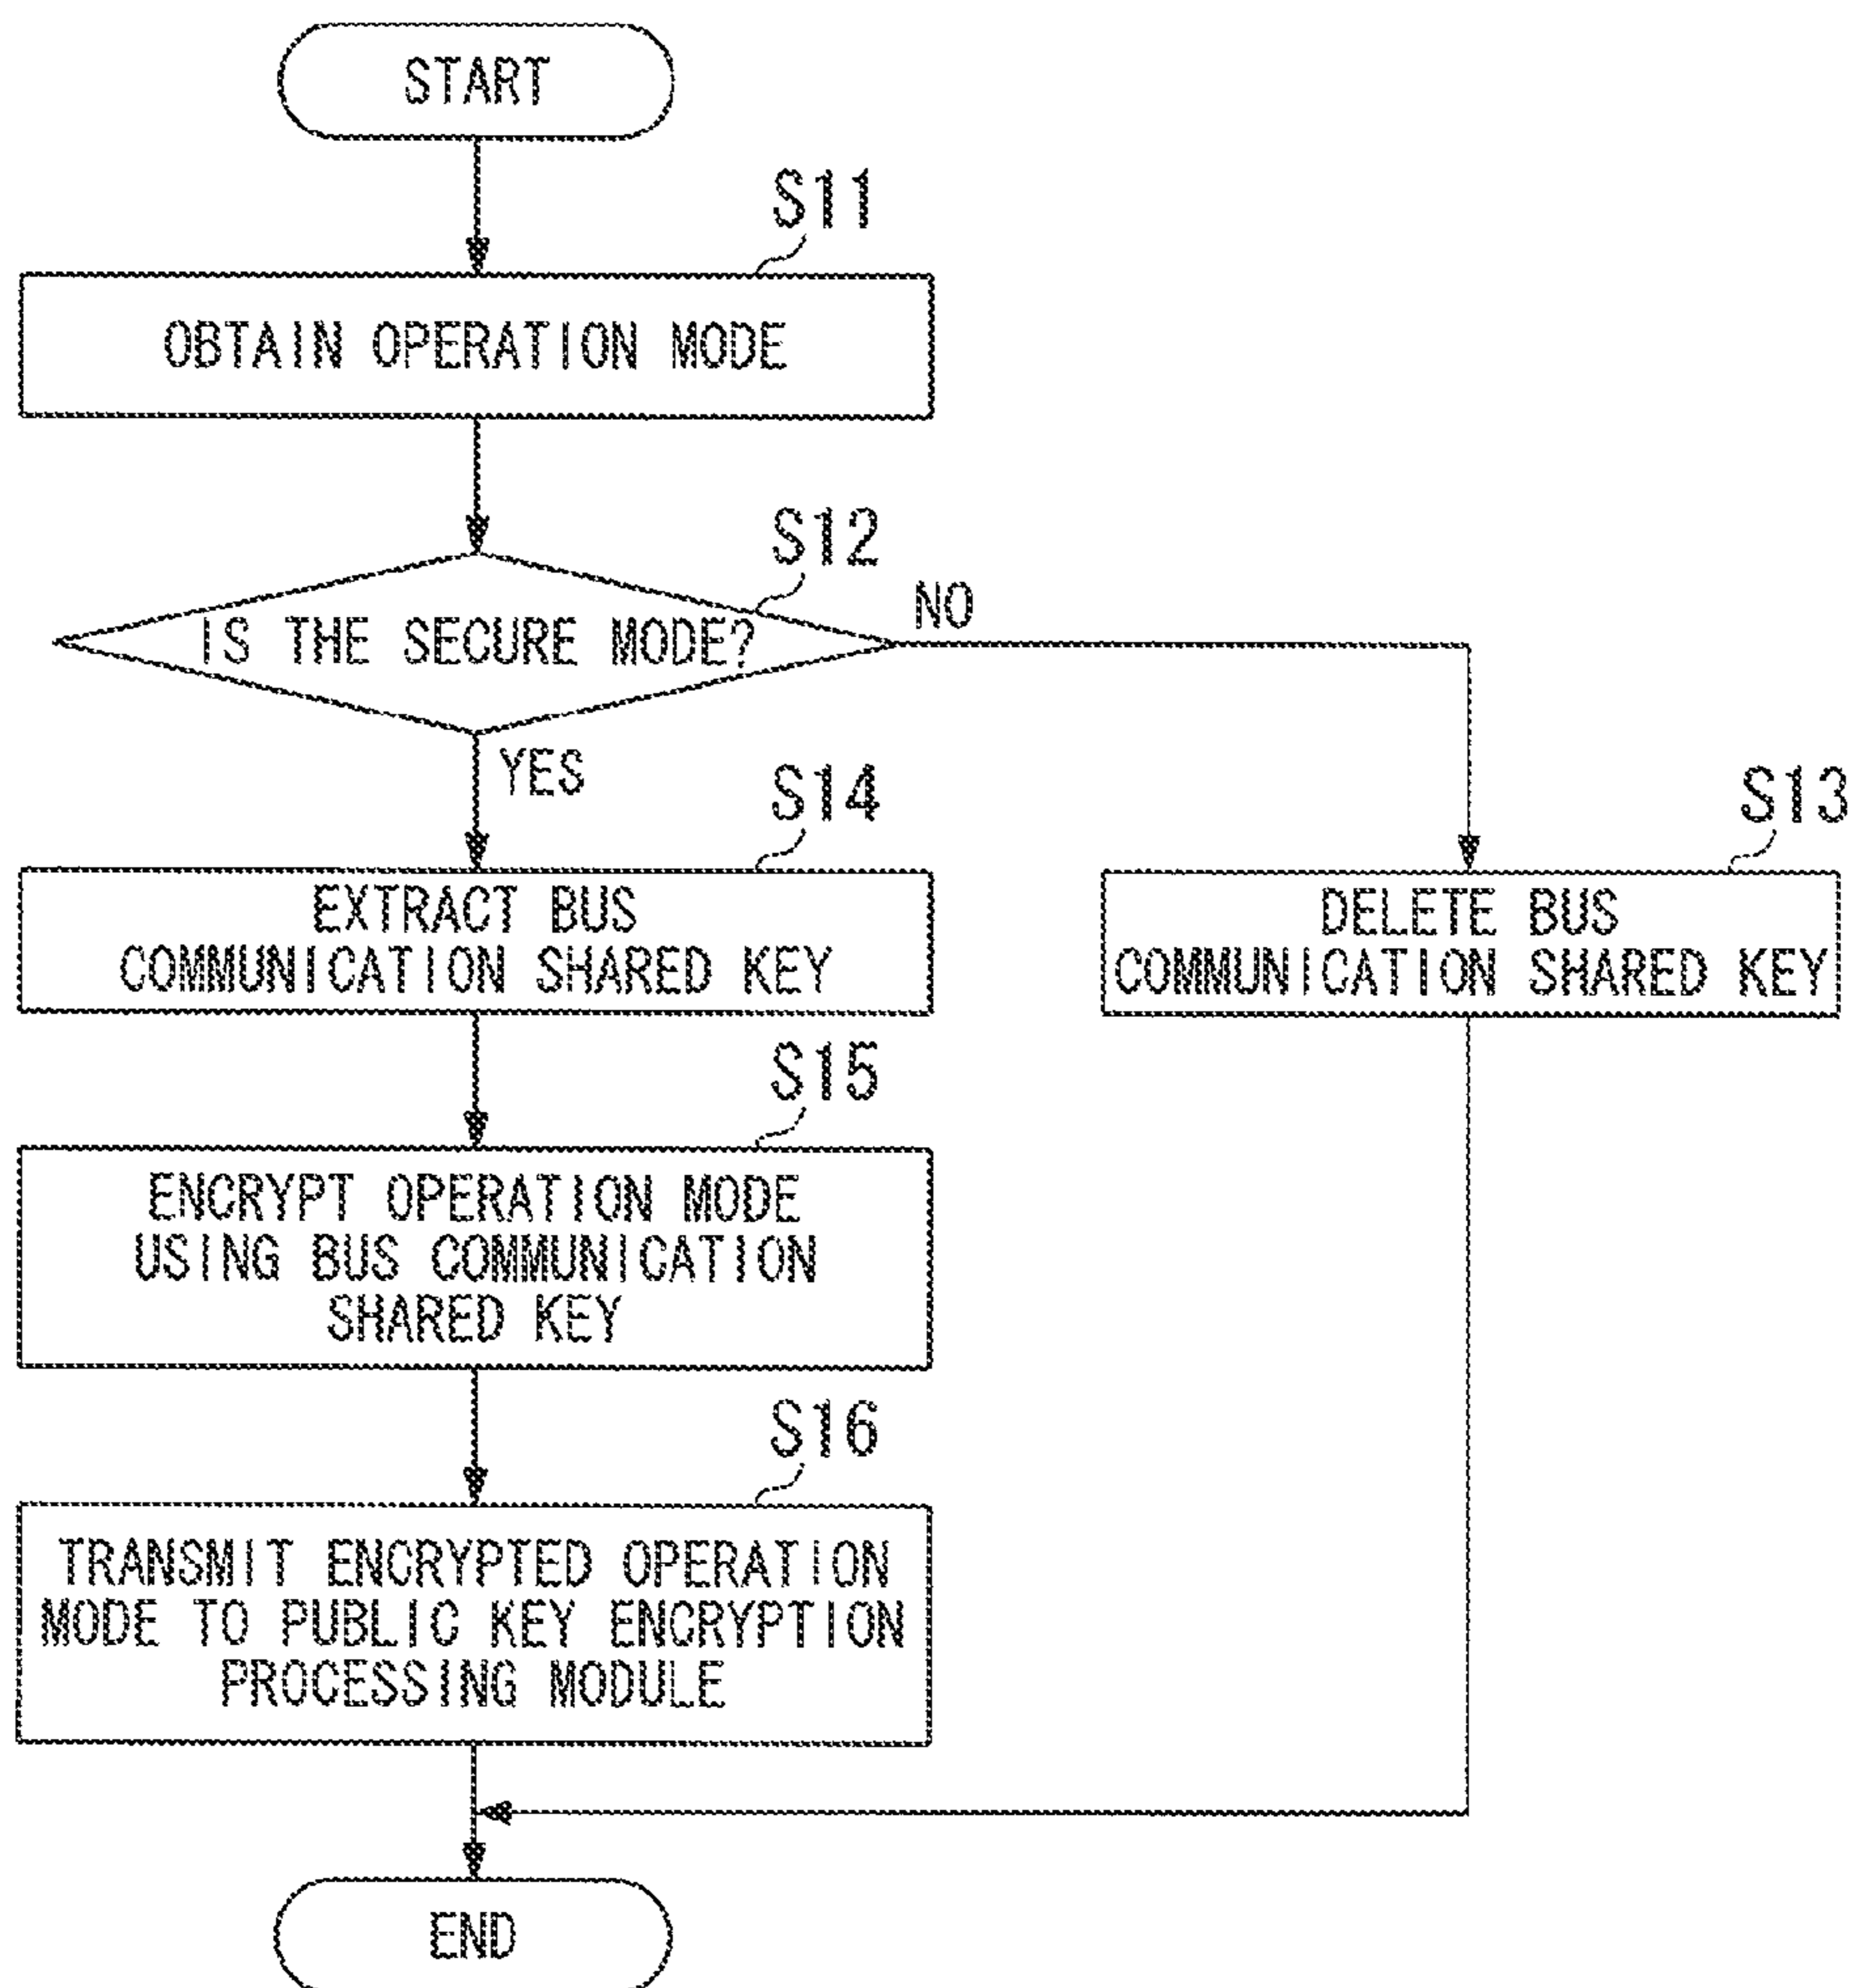 START
S11
OBTAIN OPERATION MODE
S12
IS THE SECURE MODE?
NO
YES
S14
EXTRACT BUS
COMMUNICATION SHARED KEY
S13
DELETE BUS
COMMUNICATION SHARED KEY
S15
ENCRYPT OPERATION MODE
USING BUS COMMUNICATION
SHARED KEY
S16
TRANSMIT ENCRYPTED OPERATION
MODE TO PUBLIC KEY ENCRYPTION
PROCESSING MODULE
END